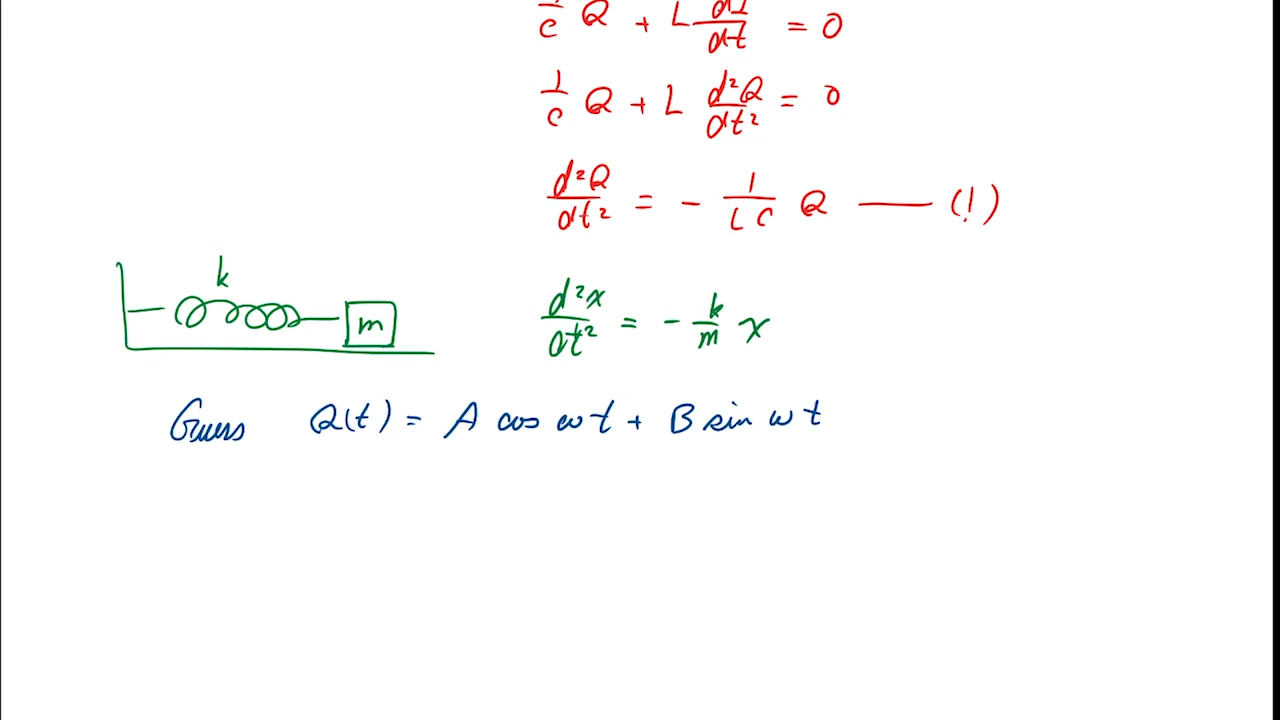 1/C Q + L dI/dt = 0
1/C Q + L d²Q/dt² = 0
d²Q/dt² = - 1/LC Q —— (1)
k
m
d²x/dt² = - k/m x
Guess Q(t) = A cos ωt + B sin ωt